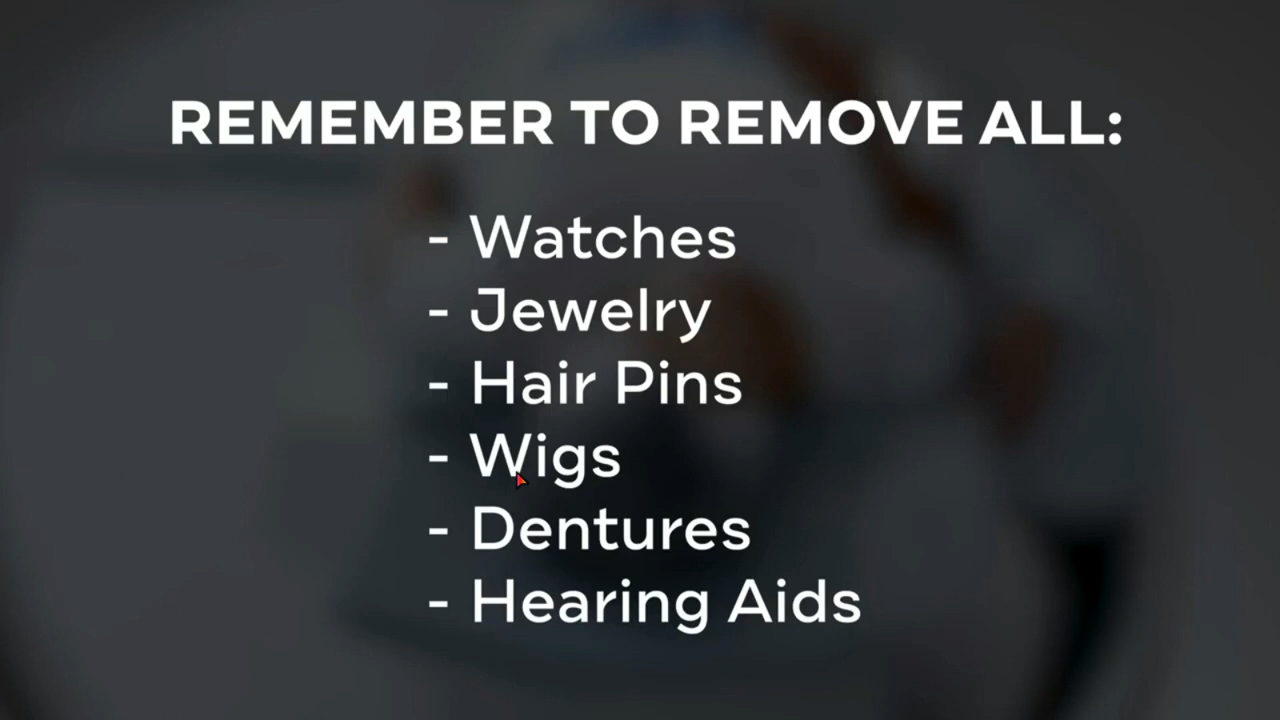 REMEMBER TO REMOVE ALL:
- Watches
- Jewelry
- Hair Pins
- Wigs
- Dentures
- Hearing Aids